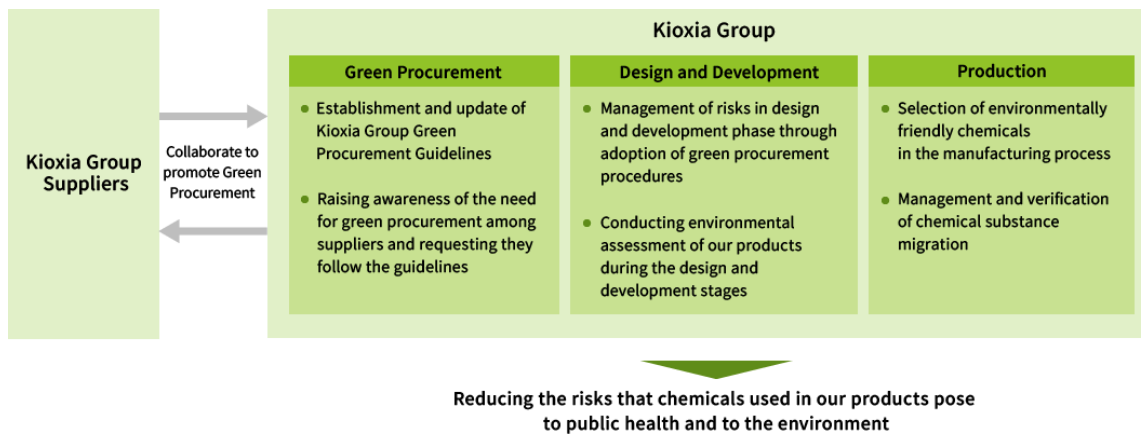 Kioxia Group
Suppliers
Collaborate to
promote Green
Procurement
Kioxia Group
Green Procurement
Establishment and update of
Kioxia Group Green
Procurement Guidelines
Raising awareness of the need
for green procurement among
suppliers and requesting they
follow the guidelines
Design and Development
Management of risks in design
and development phase through
adoption of green procurement
procedures
Conducting environmental
assessment of our products
during the design and
development stages
Production
Selection of environmentally
friendly chemicals
in the manufacturing process
Management and verification
of chemical substance
migration
Reducing the risks that chemicals used in our products pose
to public health and to the environment